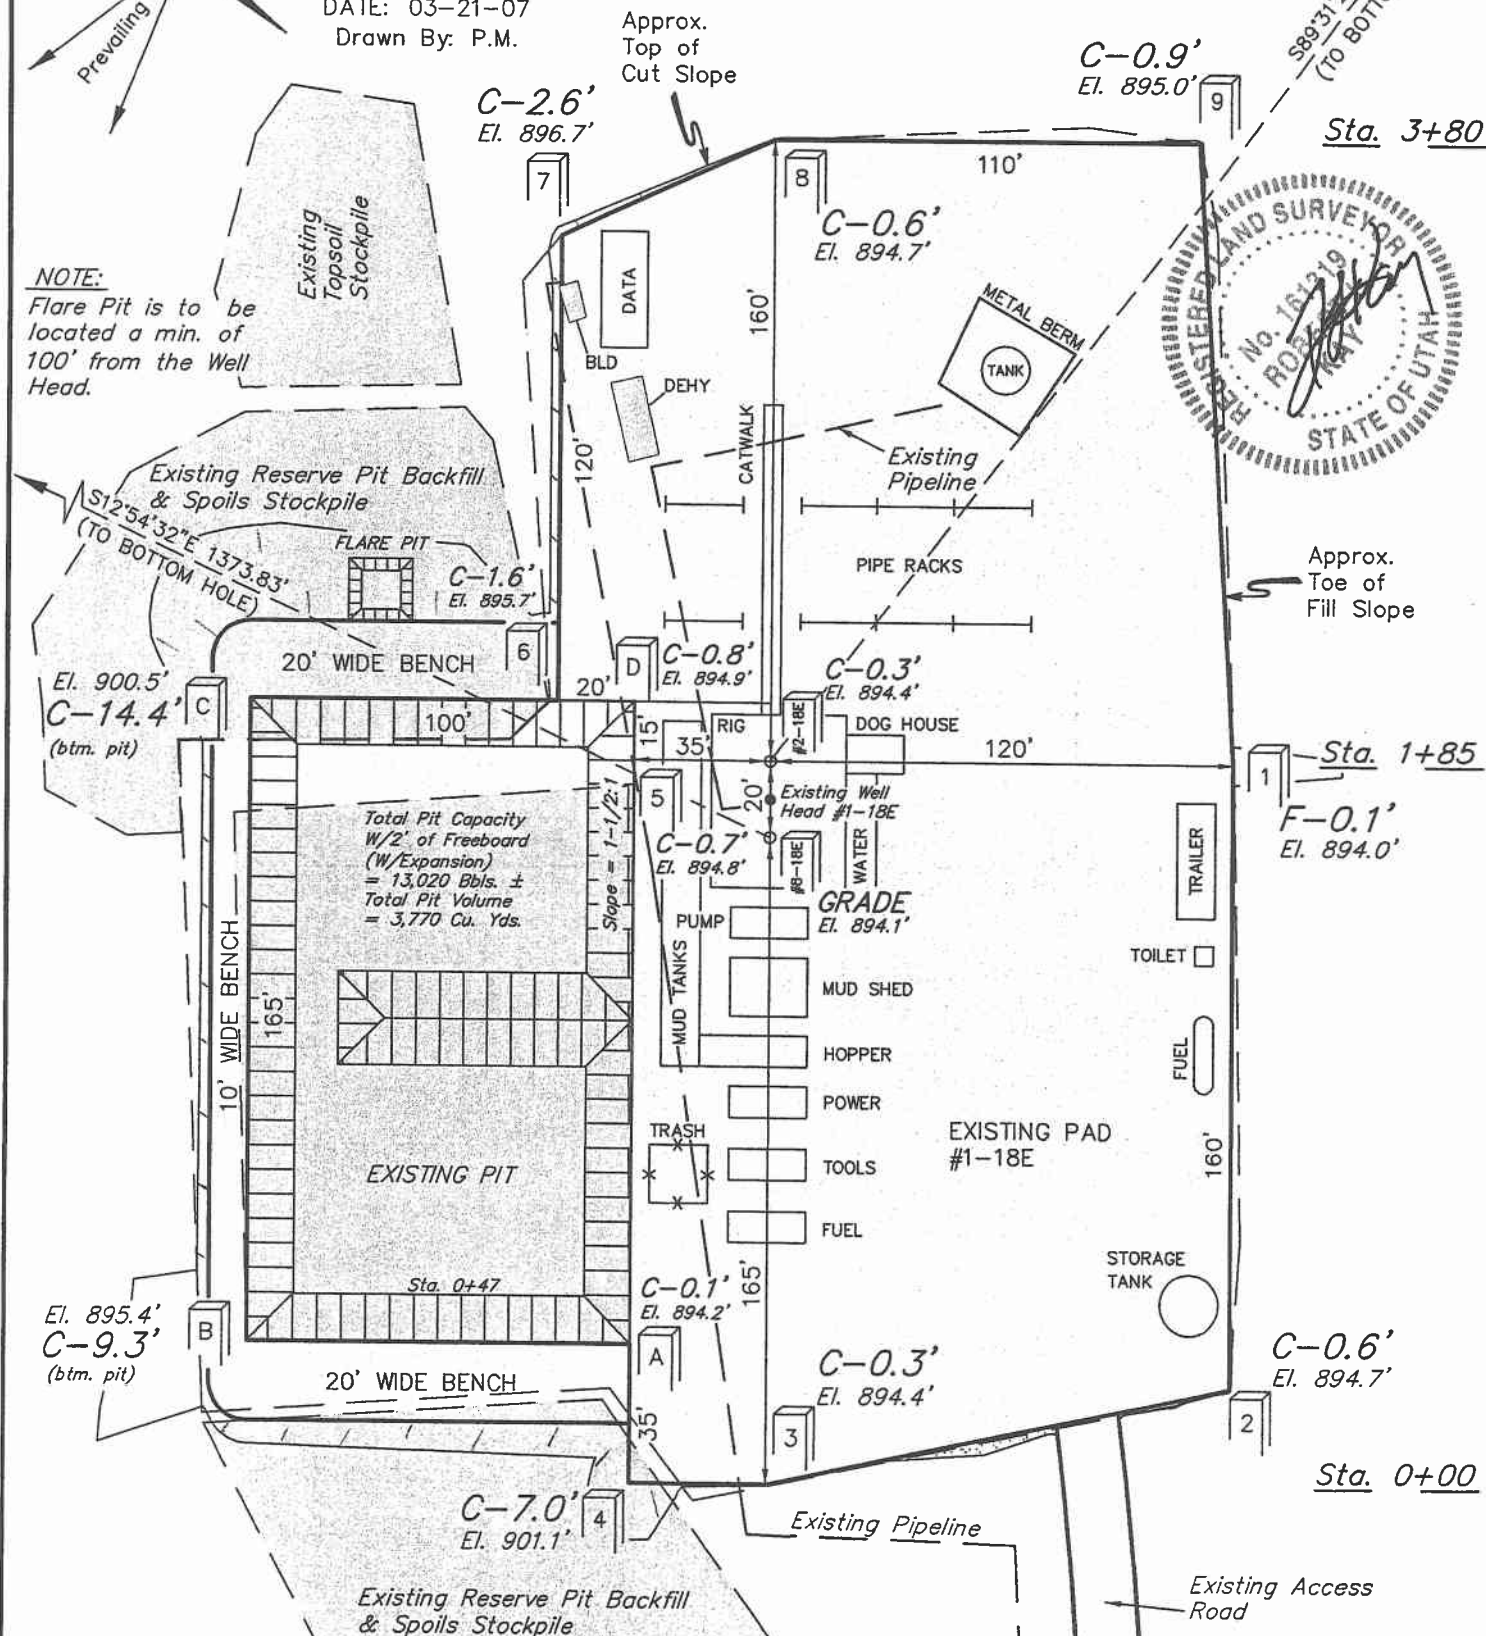 Prevailing
DATE: 03-21-07
Drawn By: P.M.
Approx.
Top of
Cut Slope
C-0.9'
El. 895.0'
9
(TO BOTTO
Sta. 3+80
C-2.6'
El. 896.7'
7
8
110'
C-0.6'
El. 894.7'
REGISTERED LAND SURVEYOR
No. 161319
KAY
STATE OF UTAH
Existing
Topsoil
Stockpile
NOTE:
Flare Pit is to be
located a min. of
100' from the Well
Head.
DATA
160'
METAL BERM
TANK
BLD
DEHY
CATWALK
120'
Existing
Pipeline
Existing Reserve Pit Backfill
& Spoils Stockpile
S12°54'32"E 1373.83'
(TO BOTTOM HOLE)
FLARE PIT
C-1.6'
El. 895.7'
PIPE RACKS
Approx.
Toe of
Fill Slope
6
D
20' WIDE BENCH
C-0.8'
El. 894.9'
C-0.3'
El. 894.4'
El. 900.5'
C-14.4'
(btm. pit)
C
20'
100'
15'
35'
RIG
#2-18E
DOG HOUSE
120'
1
Sta. 1+85
5
20'
Existing Well
Head #1-18E
F-0.1'
El. 894.0'
Total Pit Capacity
W/2' of Freeboard
(W/Expansion)
= 13,020 Bbls. ±
Total Pit Volume
= 3,770 Cu. Yds.
Slope = 1-1/2:1
C-0.7'
El. 894.8'
#8-18E
WATER
TRAILER
PUMP
GRADE
El. 894.1'
10' WIDE BENCH
165'
MUD TANKS
MUD SHED
TOILET
HOPPER
FUEL
POWER
TRASH
EXISTING PAD
#1-18E
EXISTING PIT
TOOLS
160'
FUEL
STORAGE
TANK
Sta. 0+47
C-0.1'
El. 894.2'
165'
El. 895.4'
C-9.3'
(btm. pit)
B
A
20' WIDE BENCH
C-0.3'
El. 894.4'
C-0.6'
El. 894.7'
2
35'
3
Sta. 0+00
C-7.0'
El. 901.1'
4
Existing Pipeline
Existing Reserve Pit Backfill
& Spoils Stockpile
Existing Access
Road